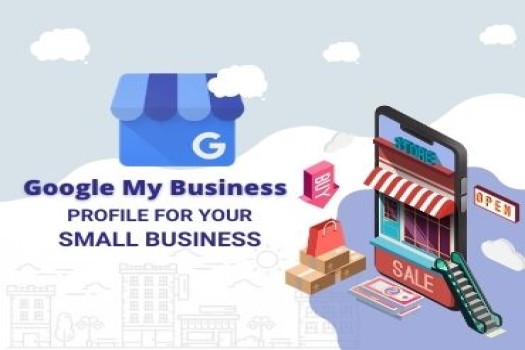 G
Google My Business
PROFILE FOR YOUR
SMALL BUSINESS
BUY
STORE
OPEN
SALE